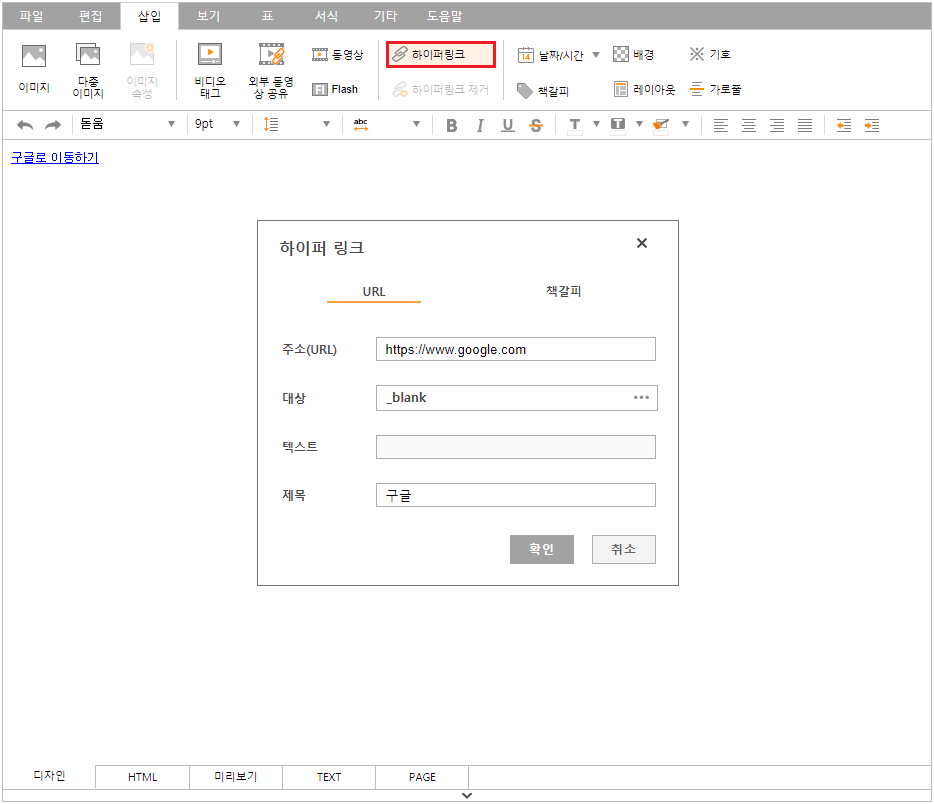 파일 편집 삽입 보기 표 서식 기타 도움말
이미지
다중
이미지
이미지
속성
비디오
태그
외부 동영
상 공유
동영상
Flash
하이퍼링크
하이퍼링크 제거
14 날짜/시간
책갈피
배경
레이아웃
기호
가로줄
돋움 9pt abc B I U S T T
구글로 이동하기
하이퍼 링크
URL 책갈피
주소(URL) https://www.google.com
대상 _blank
텍스트
제목 구글
확인 취소
디자인 HTML 미리보기 TEXT PAGE